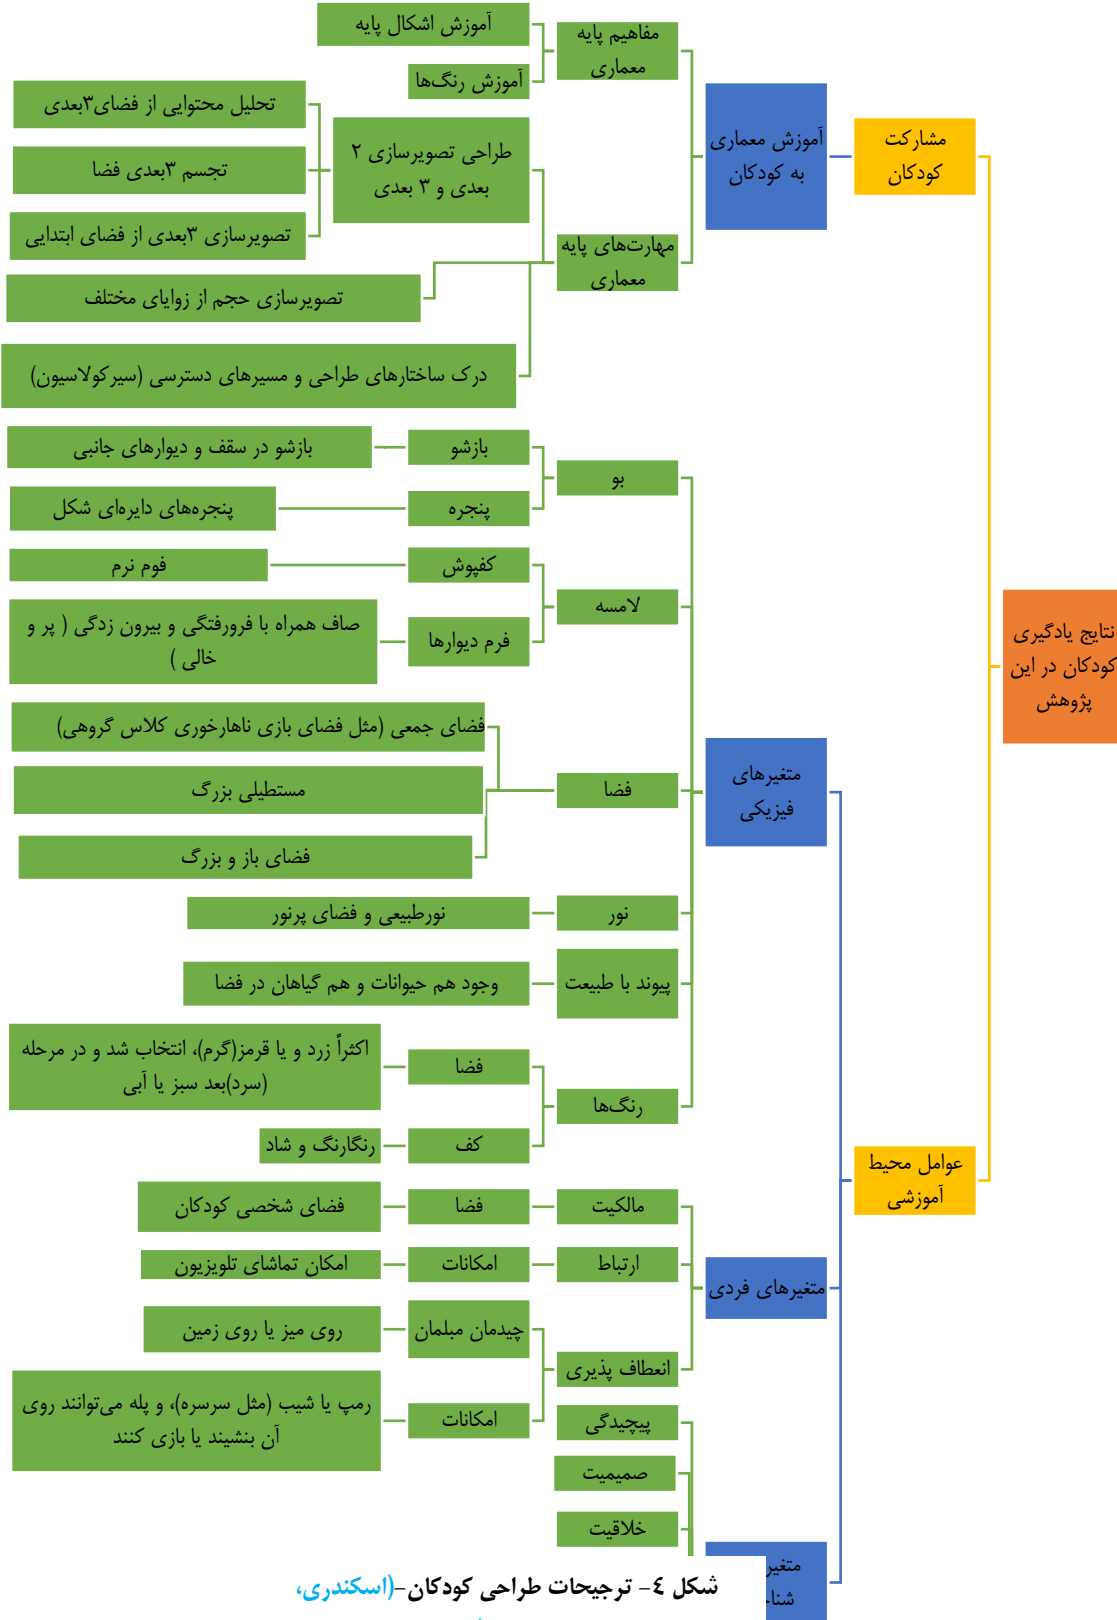 نتایج یادگیری
کودکان در این
پژوهش
مشارکت
کودکان
آموزش معماری
به کودکان
مفاهیم پایه
معماری
آموزش اشکال پایه
آموزش رنگ‌ها
مهارت‌های پایه
معماری
طراحی تصویرسازی ۲
بعدی و ۳ بعدی
تحلیل محتوایی از فضای۳بعدی
تجسم ۳بعدی فضا
تصویرسازی ۳بعدی از فضای ابتدایی
تصویرسازی حجم از زوایای مختلف
درک ساختارهای طراحی و مسیرهای دسترسی (سیرکولاسیون)
عوامل محیط
آموزشی
متغیرهای
فیزیکی
بو
بازشو
بازشو در سقف و دیوارهای جانبی
پنجره
پنجره‌های دایره‌ای شکل
لامسه
کفپوش
فوم نرم
فرم دیوارها
صاف همراه با فرورفتگی و بیرون زدگی ( پر و
خالی )
فضا
فضای جمعی (مثل فضای بازی ناهارخوری کلاس گروهی)
مستطیلی بزرگ
فضای باز و بزرگ
نور
نورطبیعی و فضای پرنور
پیوند با طبیعت
وجود هم حیوانات و هم گیاهان در فضا
رنگ‌ها
فضا
اکثراً زرد و یا قرمز(گرم)، انتخاب شد و در مرحله
بعد سبز یا آبی(سرد)
کف
رنگارنگ و شاد
متغیرهای فردی
مالکیت
فضا
فضای شخصی کودکان
ارتباط
امکانات
امکان تماشای تلویزیون
انعطاف پذیری
چیدمان مبلمان
روی میز یا روی زمین
امکانات
رمپ یا شیب (مثل سرسره)، و پله می‌توانند روی
آن بنشیند یا بازی کنند
پیچیدگی
صمیمیت
خلاقیت
شکل ٤- ترجیحات طراحی کودکان-(اسکندری،